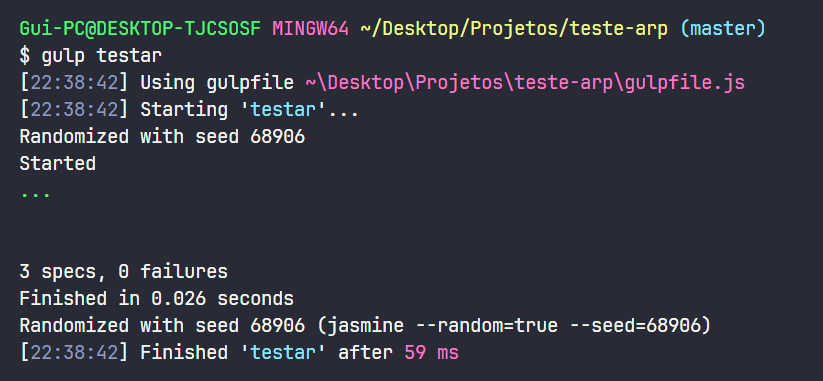 Gui-PC@DESKTOP-TJCSOSF MINGW64 ~/Desktop/Projetos/teste-arp (master)
$ gulp testar
[22:38:42] Using gulpfile ~\Desktop\Projetos\teste-arp\gulpfile.js
[22:38:42] Starting 'testar'...
Randomized with seed 68906
Started
...
3 specs, 0 failures
Finished in 0.026 seconds
Randomized with seed 68906 (jasmine --random=true --seed=68906)
[22:38:42] Finished 'testar' after 59 ms